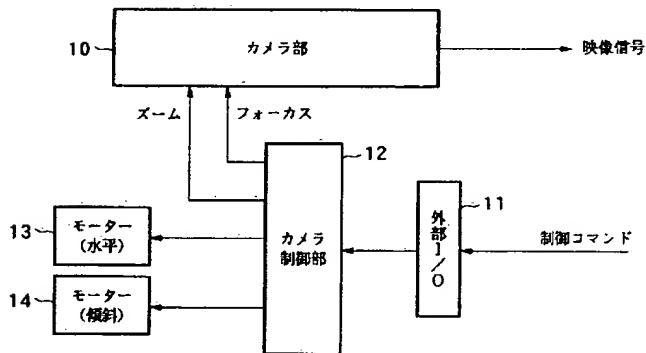 10
カメラ部
映像信号
ズーム
フォーカス
12
11
13
モーター
(水平)
カメラ
制御部
外部I/O
制御コマンド
14
モーター
(傾斜)